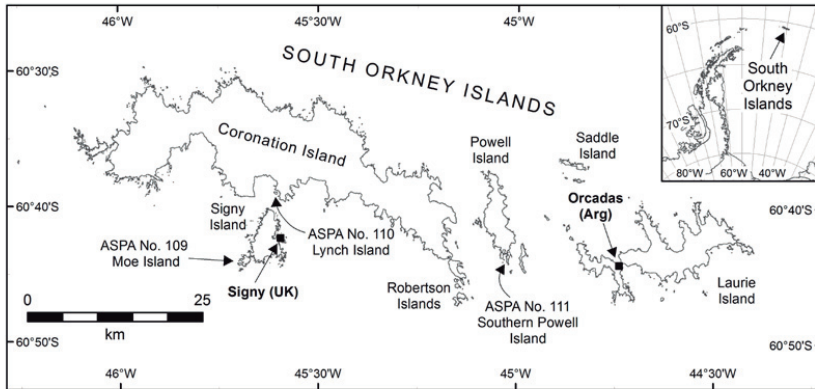 46°W
45°30'W
45°W
60°S
70°S
80°W
60°W
40°W
South
Orkney
Islands
60°30'S
SOUTH ORKNEY ISLANDS
Coronation Island
Powell
Island
Saddle
Island
60°40'S
60°40'S
Signy
Island
ASPA No. 110
Lynch Island
Orcadas
(Arg)
ASPA No. 109
Moe Island
Signy (UK)
Robertson
Islands
ASPA No. 111
Southern Powell
Island
Laurie
Island
0
25
km
60°50'S
60°50'S
46°W
45°30'W
45°W
44°30'W